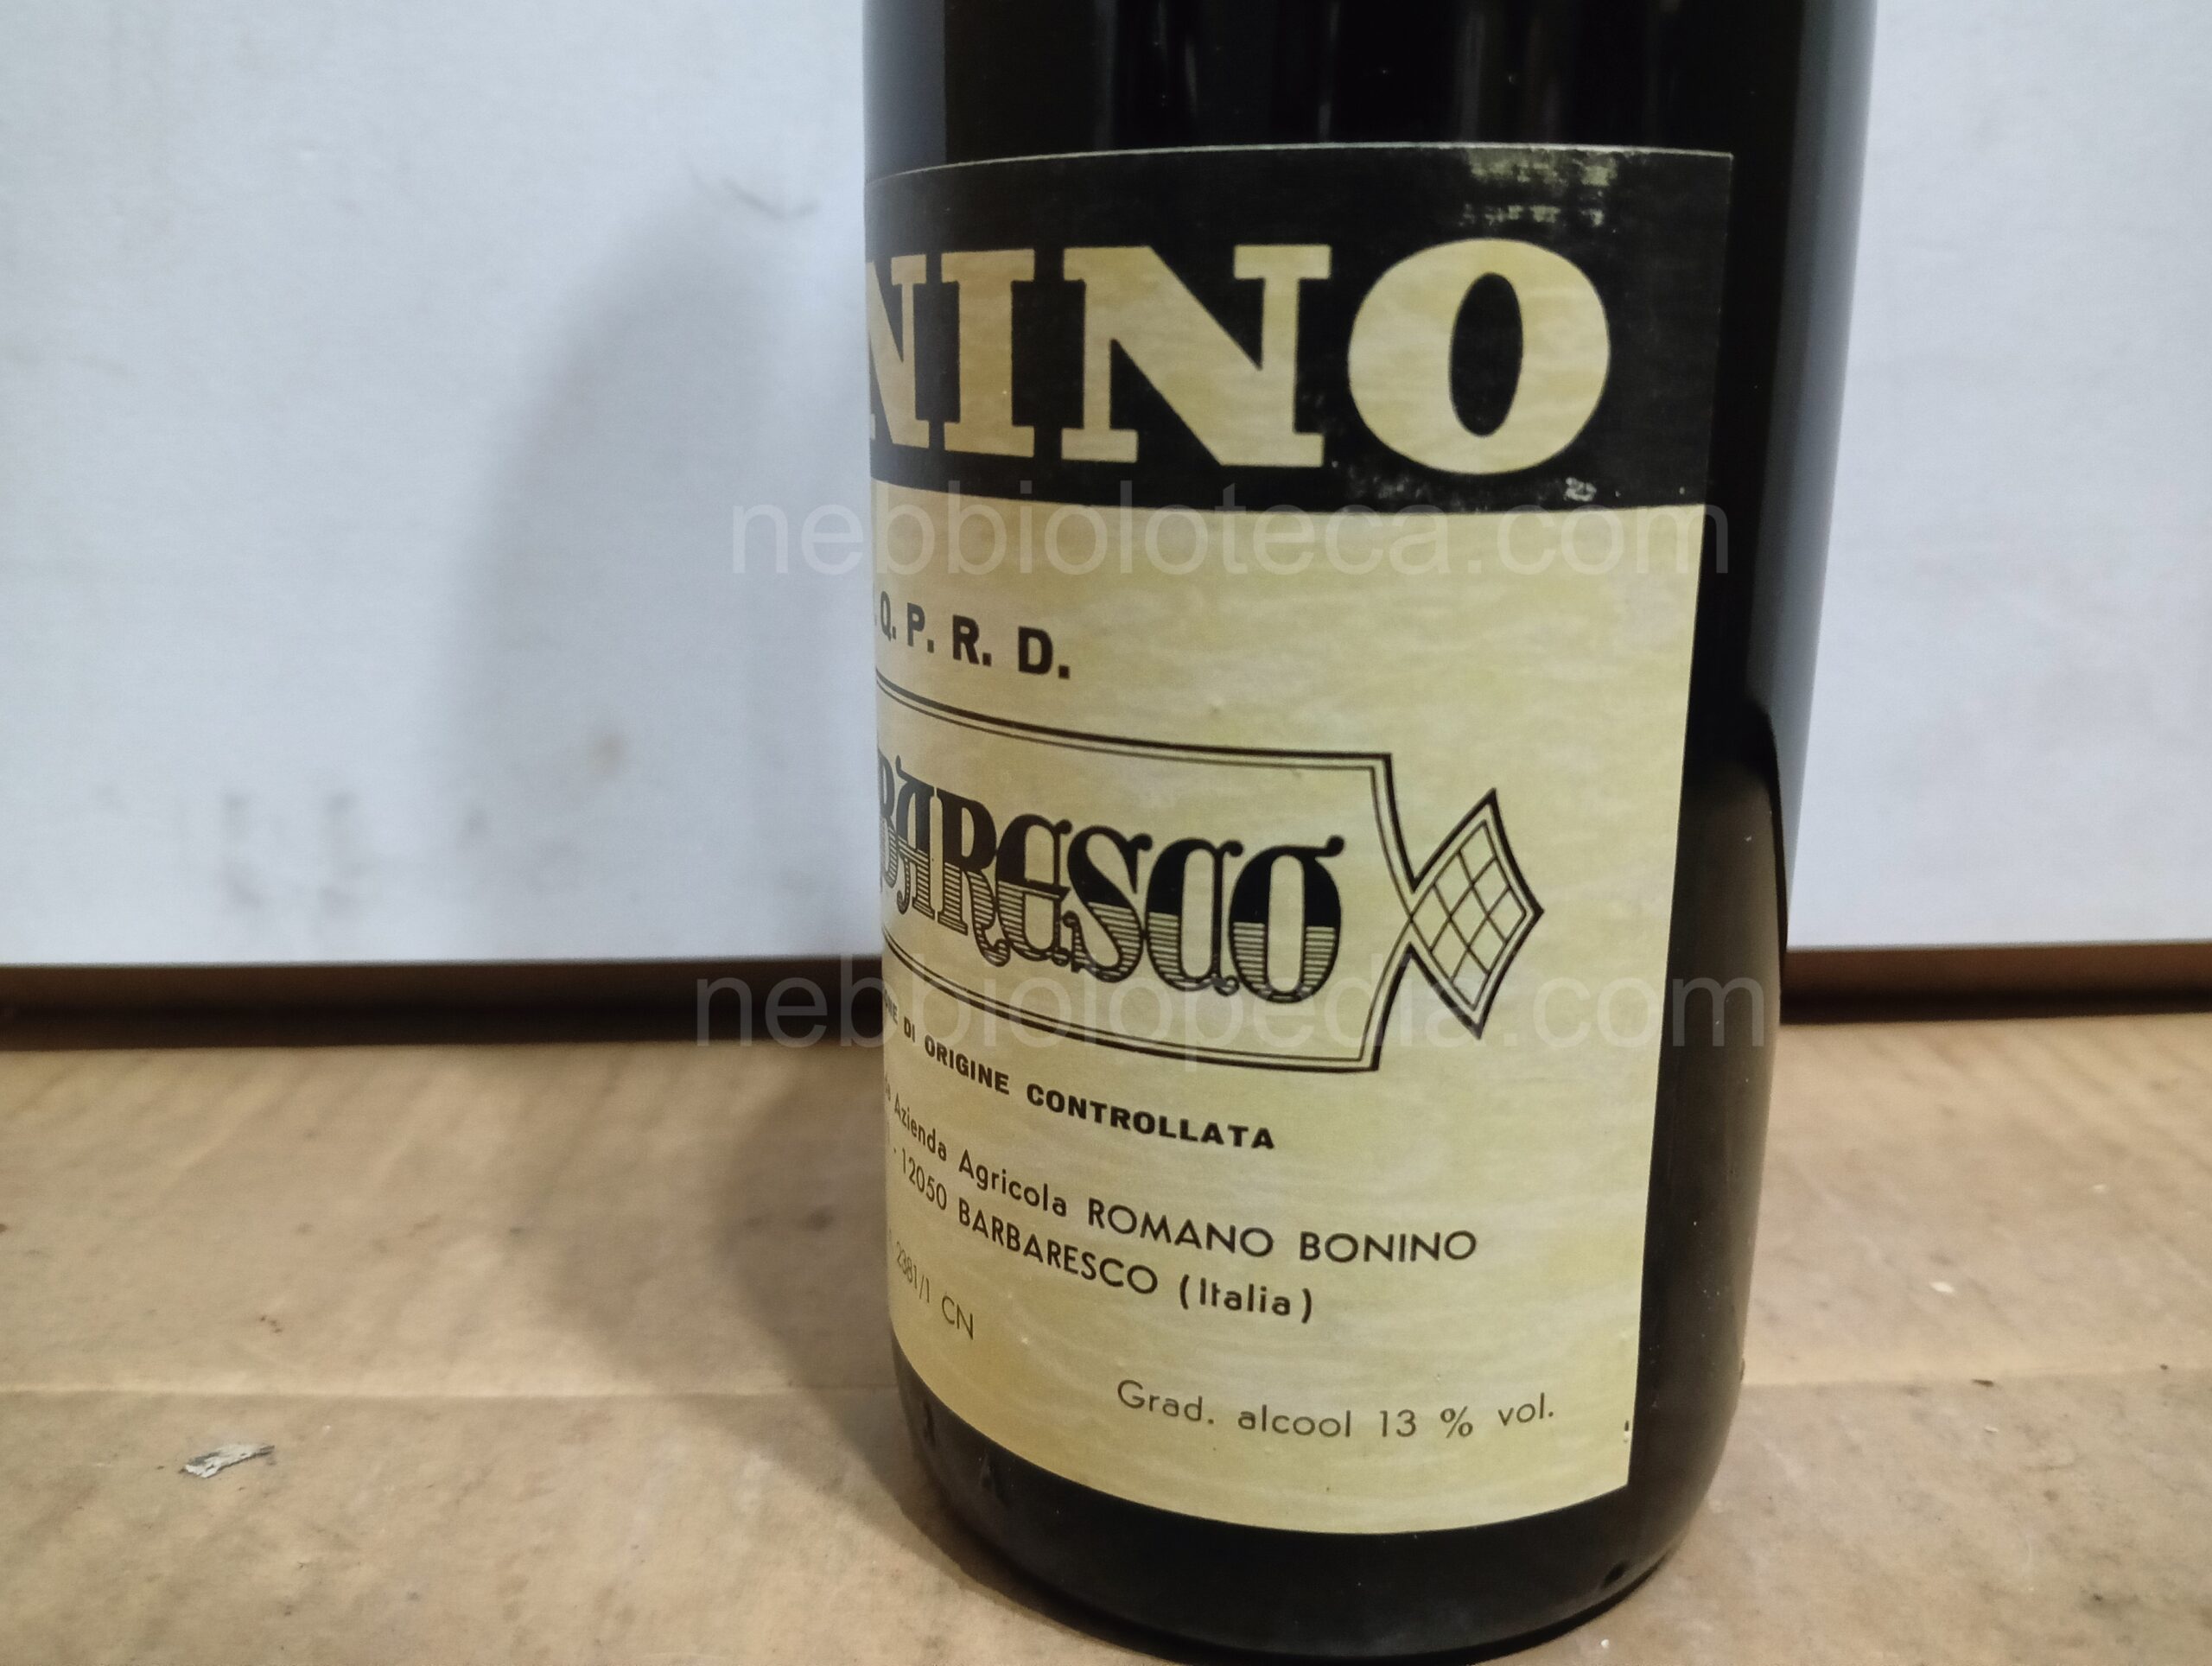 NINO
nebbioloteca.com
Q. P. R. D.
BARESCO
nebbiolopedia.com
DI ORIGINE CONTROLLATA
Azienda Agricola ROMANO BONINO
- 12050 BARBARESCO (Italia)
2381/1 CN
Grad. alcool 13 % vol.